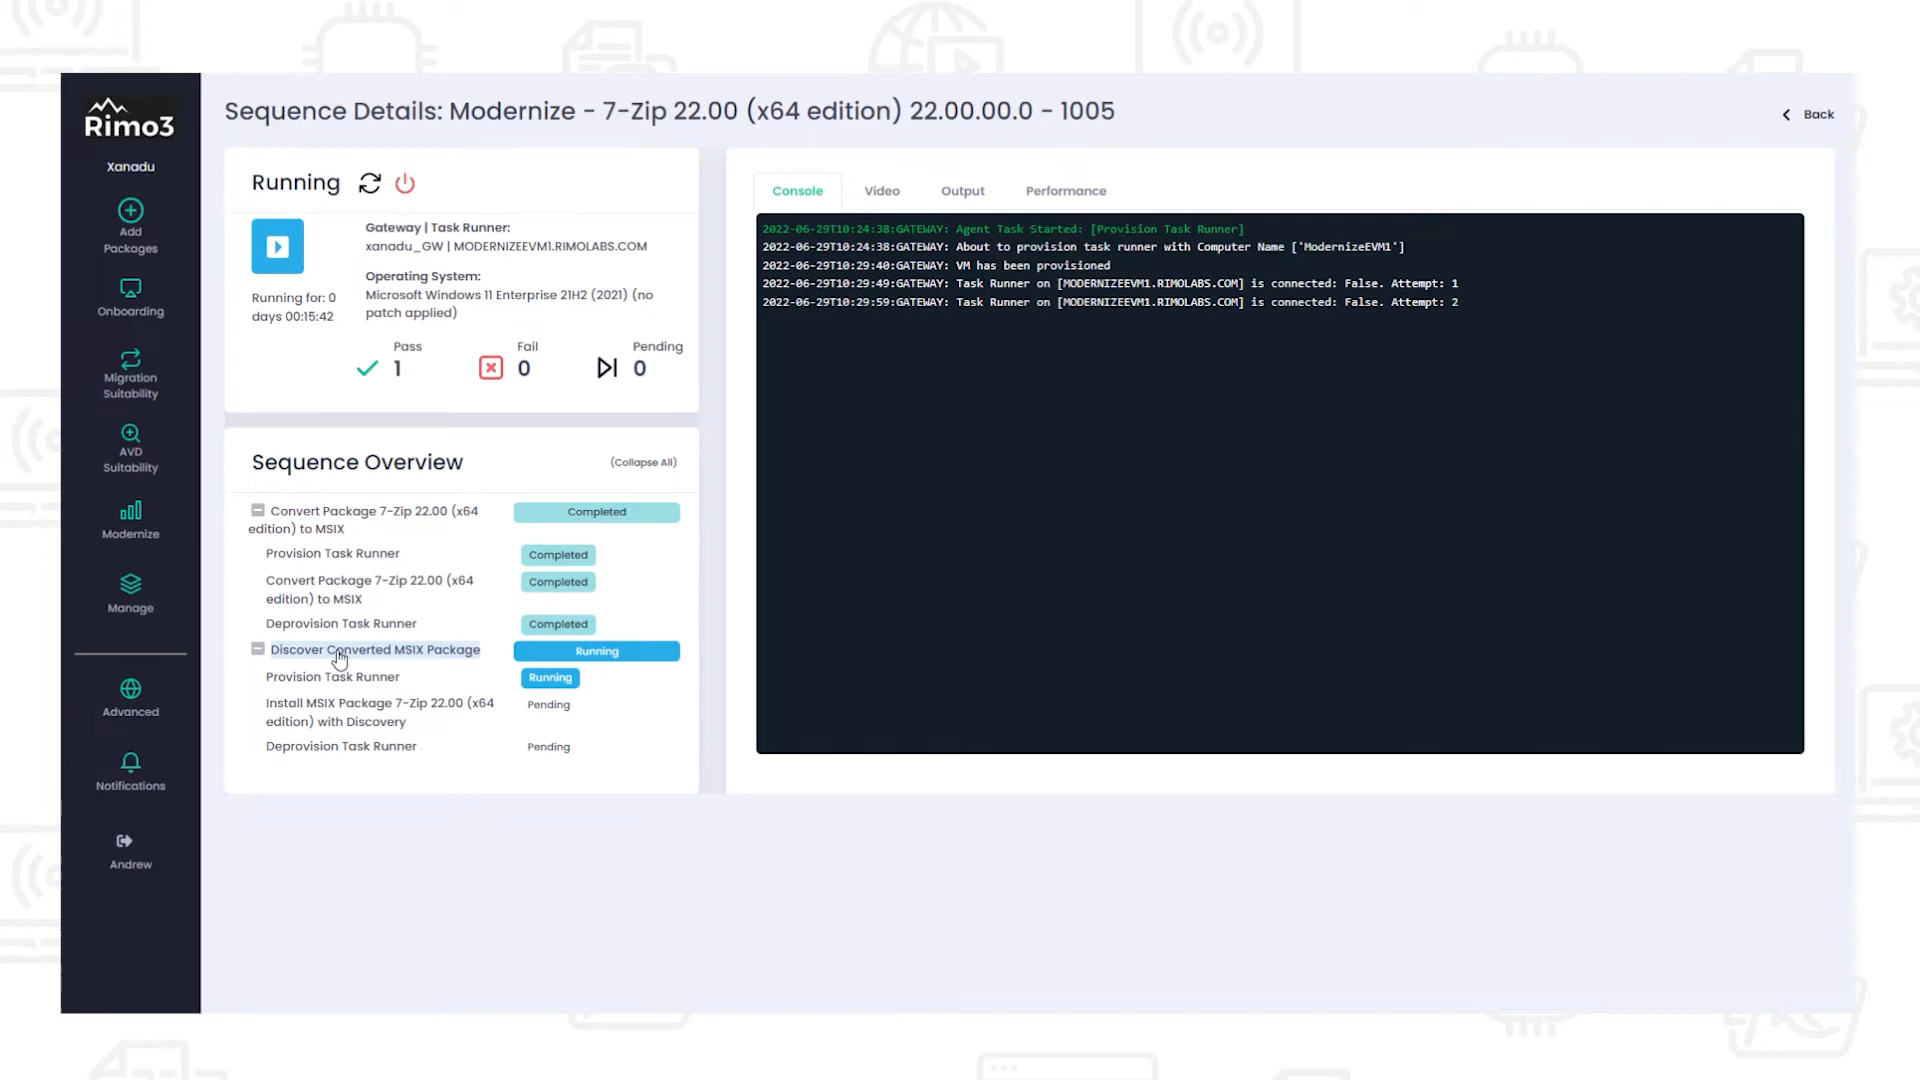 Rimo3
Xanadu
Add
Packages
Onboarding
Migration
Suitability
AVD
Suitability
Modernize
Manage
Advanced
Notifications
Andrew
Sequence Details: Modernize - 7-Zip 22.00 (x64 edition) 22.00.00.0 - 1005
Back
Running
Gateway | Task Runner:
xanadu_GW | MODERNIZEEVM1.RIMOLABS.COM
Operating System:
Microsoft Windows 11 Enterprise 21H2 (2021) (no
patch applied)
Running for: 0
days 00:15:42
Pass
1
Fail
0
Pending
0
Sequence Overview
(Collapse All)
Convert Package 7-Zip 22.00 (x64
edition) to MSIX
Completed
Provision Task Runner
Completed
Convert Package 7-Zip 22.00 (x64
edition) to MSIX
Completed
Deprovision Task Runner
Completed
Discover Converted MSIX Package
Running
Provision Task Runner
Running
Install MSIX Package 7-Zip 22.00 (x64
edition) with Discovery
Pending
Deprovision Task Runner
Pending
Console
Video
Output
Performance
2022-06-29T10:24:38:GATEWAY: Agent Task Started: [Provision Task Runner]
2022-06-29T10:24:38:GATEWAY: About to provision task runner with Computer Name ['ModernizeEVM1']
2022-06-29T10:29:40:GATEWAY: VM has been provisioned
2022-06-29T10:29:49:GATEWAY: Task Runner on [MODERNIZEEVM1.RIMOLABS.COM] is connected: False. Attempt: 1
2022-06-29T10:29:59:GATEWAY: Task Runner on [MODERNIZEEVM1.RIMOLABS.COM] is connected: False. Attempt: 2